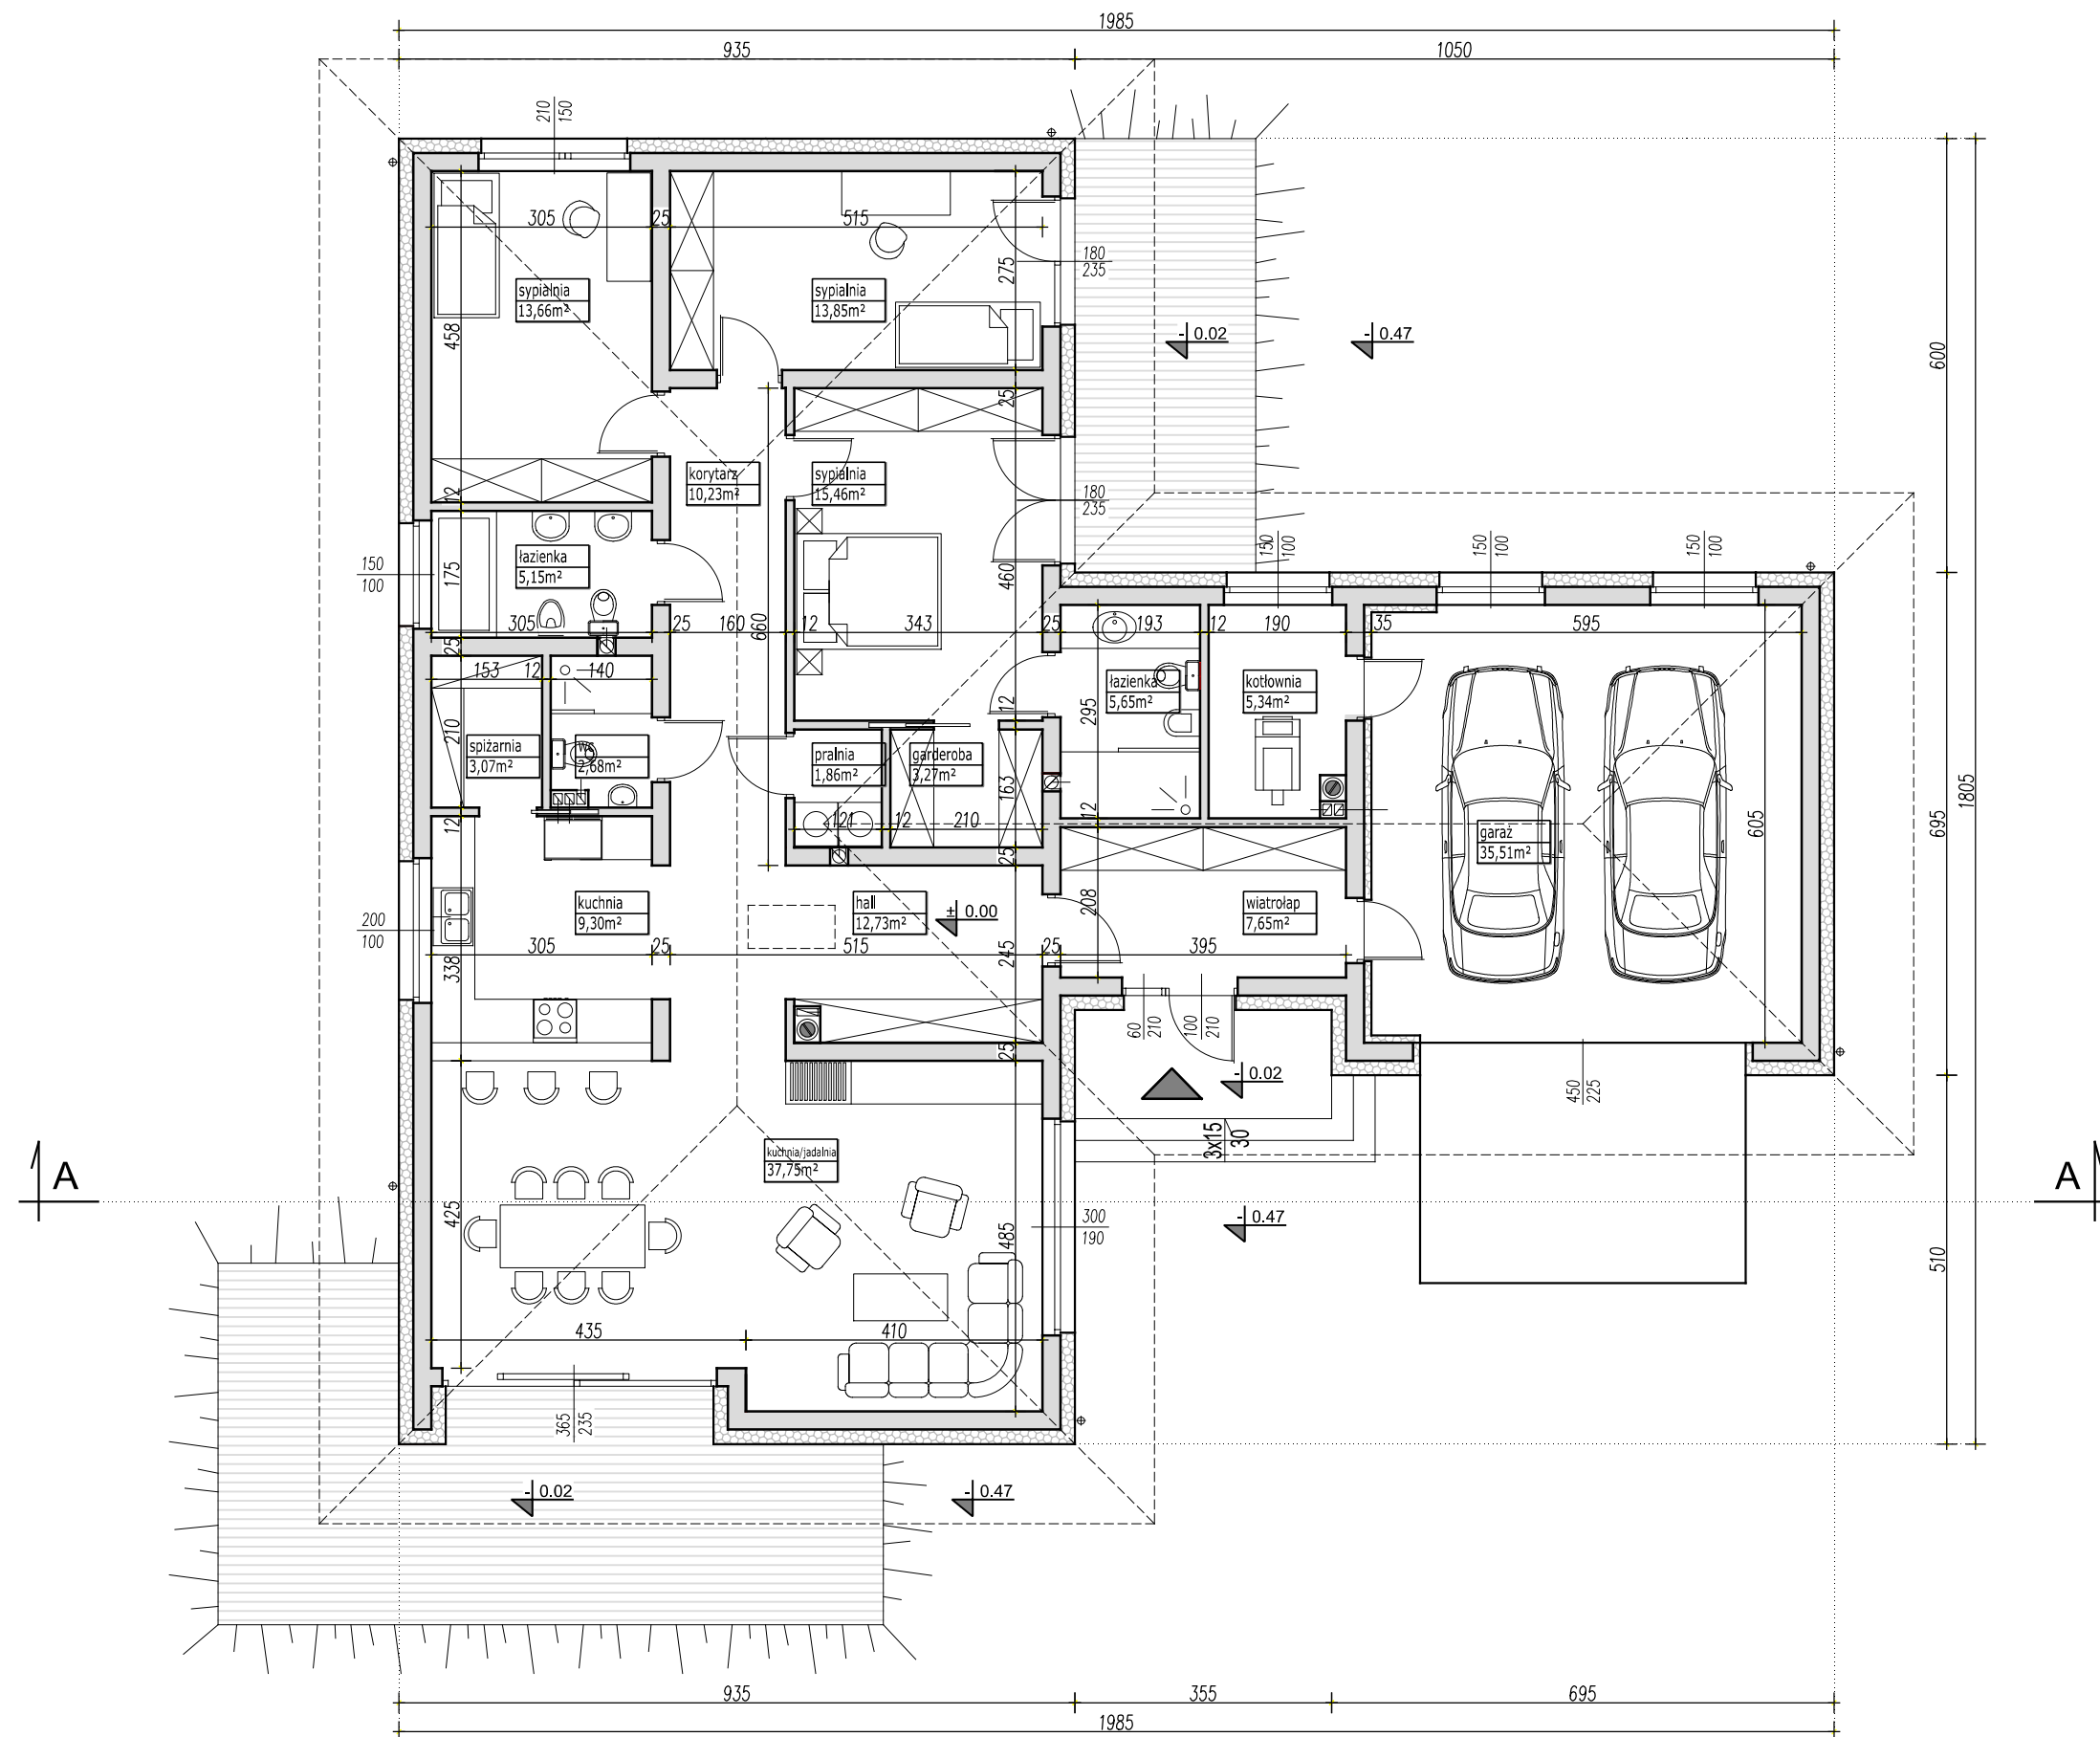 1985
935 1050
210
150
305 25 515
180
235
275
sypialnia
13,66m²
sypialnia
13,85m²
458
- 0.02
- 0.47
600
25
korytarz
10,23m²
sypialnia
15,46m²
12
180
235
łazienka
5,15m²
150
100
175
460
150
100
150
100
150
100
305 25 160 12 343 25 193 12 190 35 595
660
25
153 12 140
łazienka
5,65m²
kotłownia
5,34m²
295
12
210
spiżarnia
3,07m²
wc
2,68m²
pralnia
1,86m²
garderoba
3,27m²
163
12
12
121 12 210
garaż
35,51m²
605
695
1805
25
208
kuchnia
9,30m²
hall
12,73m²
± 0.00
wiatrołap
7,65m²
200
100
305 25 515 25 395
338
245
60
210
100
210
25
- 0.02
450
225
3x15
30
kuchnia/jadalnia
37,75m²
A A
425
485
300
190
- 0.47
510
435 410
365
235
- 0.02
- 0.47
935 355 695
1985